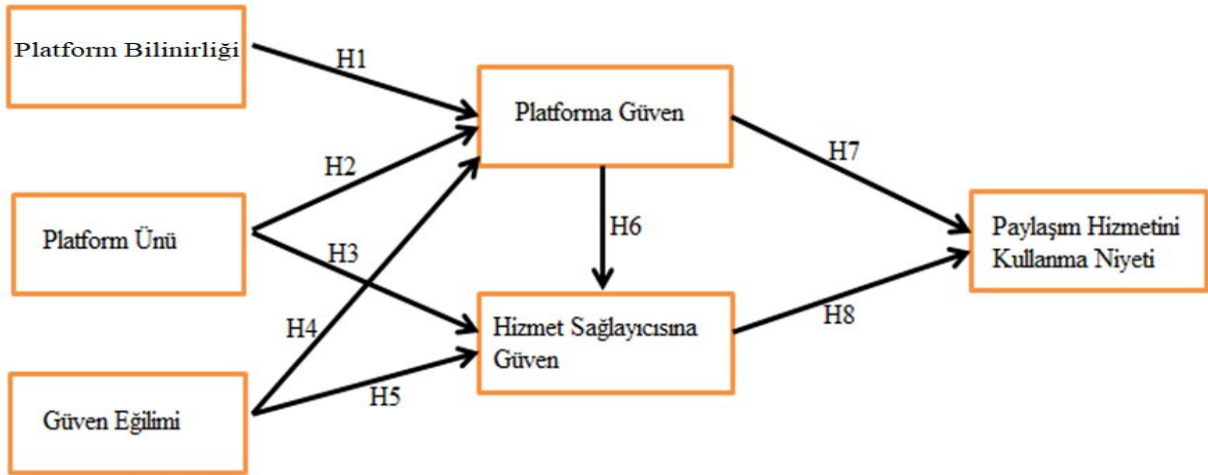 Platform Bilinirliği
H1
Platforma Güven
H2
H7
Platform Ünü
H3
H6
Paylaşım Hizmetini
Kullanma Niyeti
H4
Hizmet Sağlayıcısına
Güven
H8
Güven Eğilimi
H5